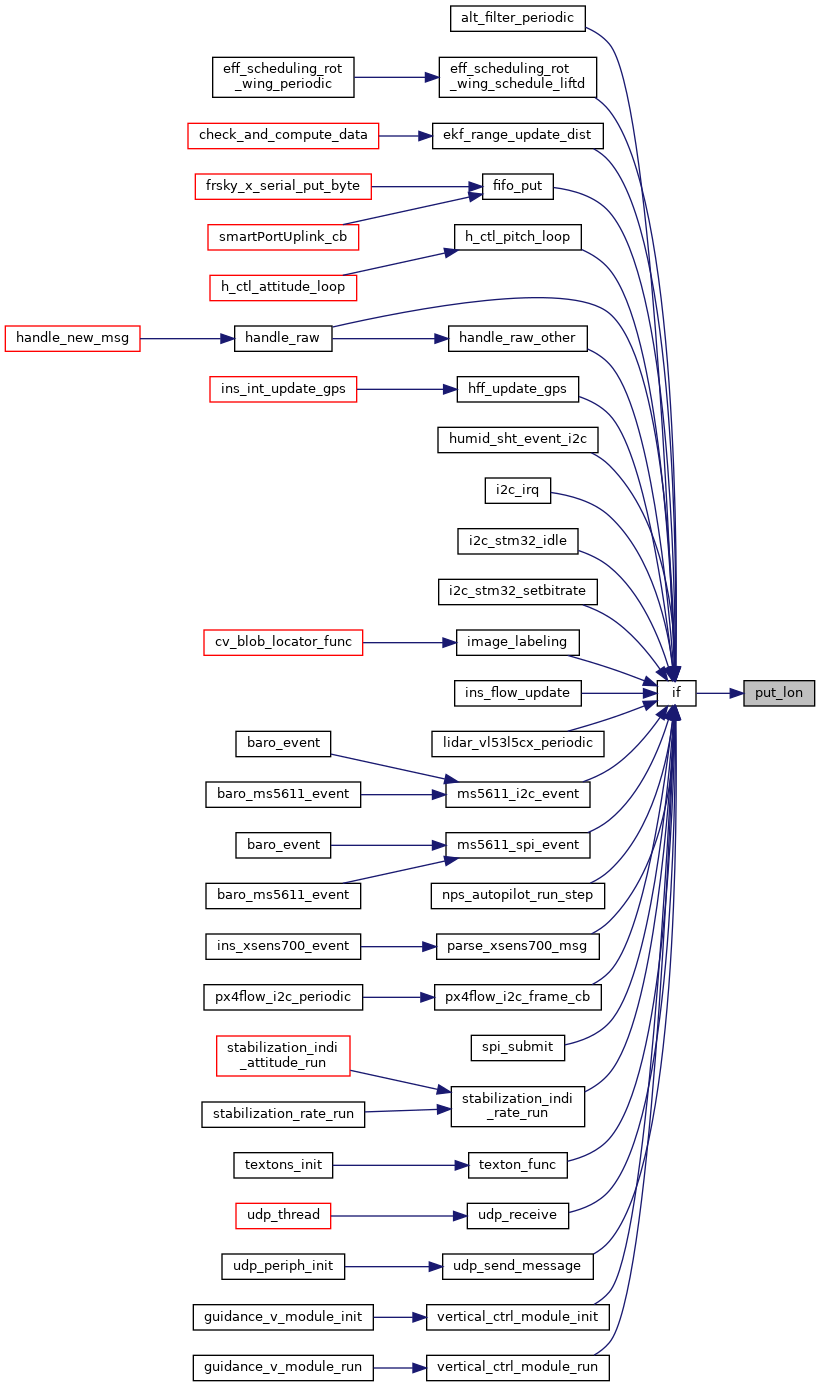 alt_filter_periodic
eff_scheduling_rot
_wing_periodic
eff_scheduling_rot
_wing_schedule_liftd
check_and_compute_data
ekf_range_update_dist
frsky_x_serial_put_byte
fifo_put
smartPortUplink_cb
h_ctl_pitch_loop
h_ctl_attitude_loop
handle_new_msg
handle_raw
handle_raw_other
ins_int_update_gps
hff_update_gps
humid_sht_event_i2c
i2c_irq
i2c_stm32_idle
i2c_stm32_setbitrate
cv_blob_locator_func
image_labeling
ins_flow_update
if
put_lon
lidar_vl53l5cx_periodic
baro_event
baro_ms5611_event
ms5611_i2c_event
baro_event
ms5611_spi_event
baro_ms5611_event
nps_autopilot_run_step
ins_xsens700_event
parse_xsens700_msg
px4flow_i2c_periodic
px4flow_i2c_frame_cb
spi_submit
stabilization_indi
_attitude_run
stabilization_rate_run
stabilization_indi
_rate_run
textons_init
texton_func
udp_thread
udp_receive
udp_periph_init
udp_send_message
guidance_v_module_init
vertical_ctrl_module_init
guidance_v_module_run
vertical_ctrl_module_run